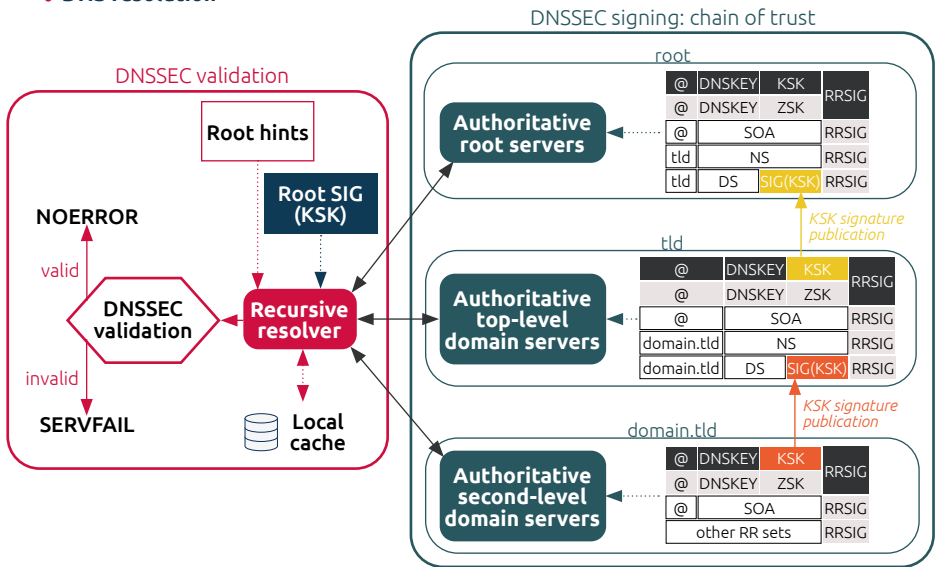 DNS resolution
DNSSEC signing: chain of trust
DNSSEC validation
Root hints
Root SIG
(KSK)
NOERROR
valid
DNSSEC
validation
invalid
SERVFAIL
Recursive
resolver
Local
cache
root
Authoritative
root servers
@ DNSKEY KSK RRSIG
@ DNSKEY ZSK
@ SOA RRSIG
tld NS RRSIG
tld DS SIG(KSK) RRSIG
KSK signature
publication
tld
Authoritative
top-level
domain servers
@ DNSKEY KSK RRSIG
@ DNSKEY ZSK
@ SOA RRSIG
domain.tld NS RRSIG
domain.tld DS SIG(KSK) RRSIG
KSK signature
publication
domain.tld
Authoritative
second-level
domain servers
@ DNSKEY KSK RRSIG
@ DNSKEY ZSK
@ SOA RRSIG
other RR sets RRSIG